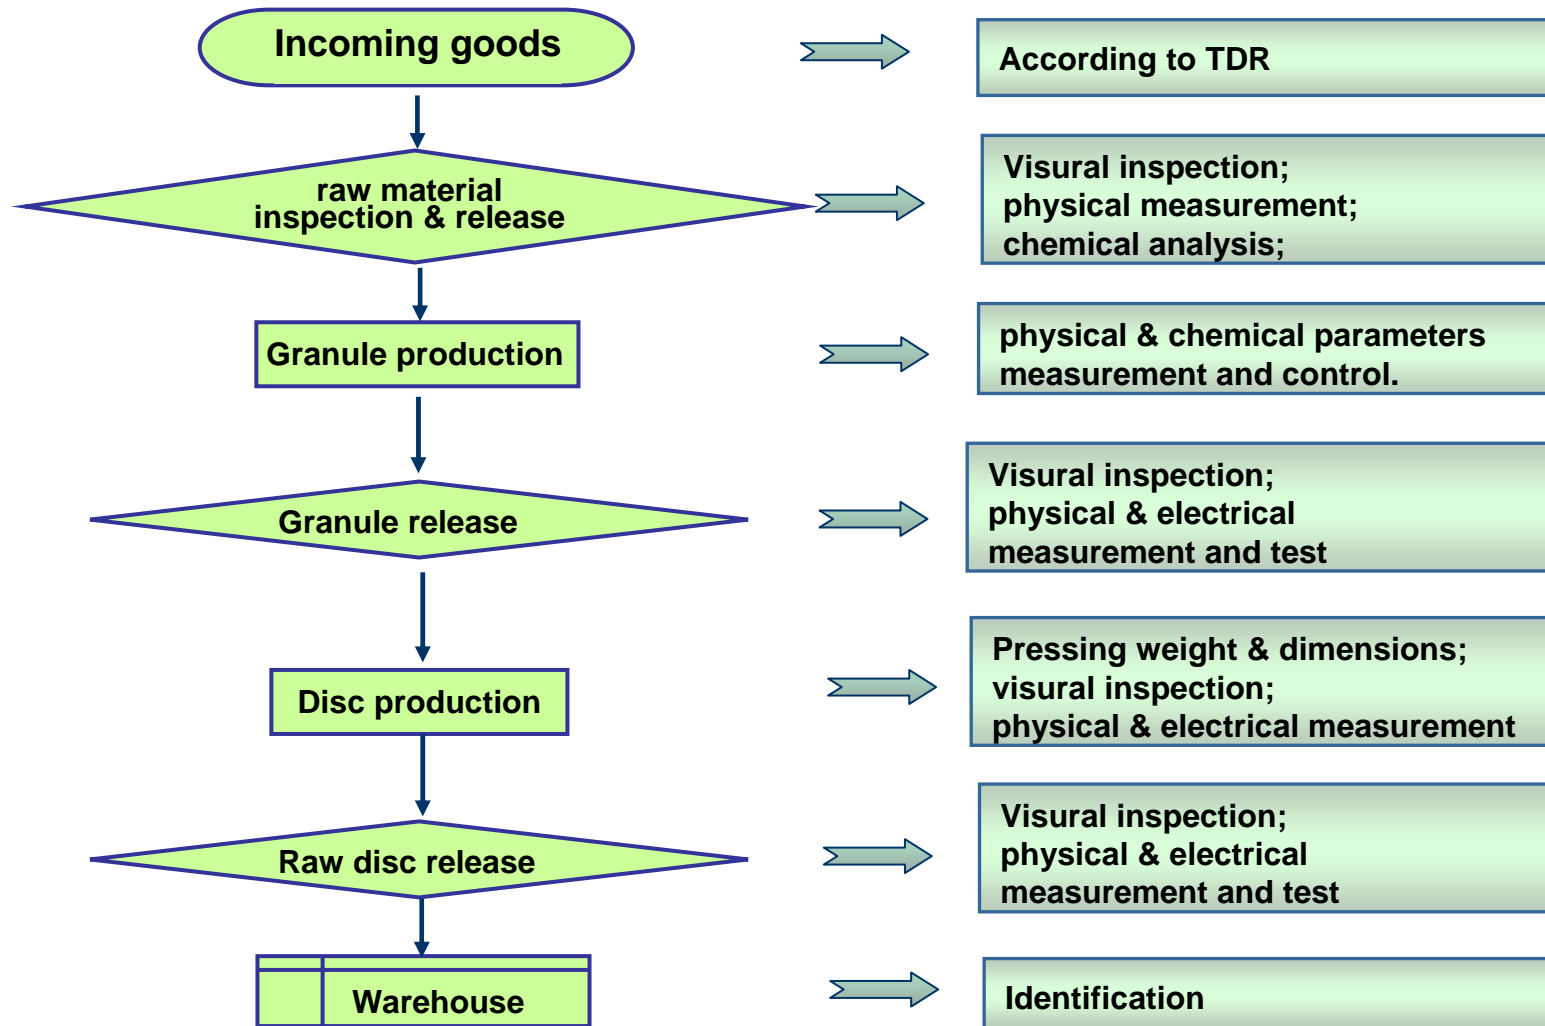 Incoming goods
According to TDR
raw material
inspection & release
Visural inspection;
physical measurement;
chemical analysis;
Granule production
physical & chemical parameters
measurement and control.
Granule release
Visural inspection;
physical & electrical
measurement and test
Disc production
Pressing weight & dimensions;
visural inspection;
physical & electrical measurement
Raw disc release
Visural inspection;
physical & electrical
measurement and test
Warehouse
Identification